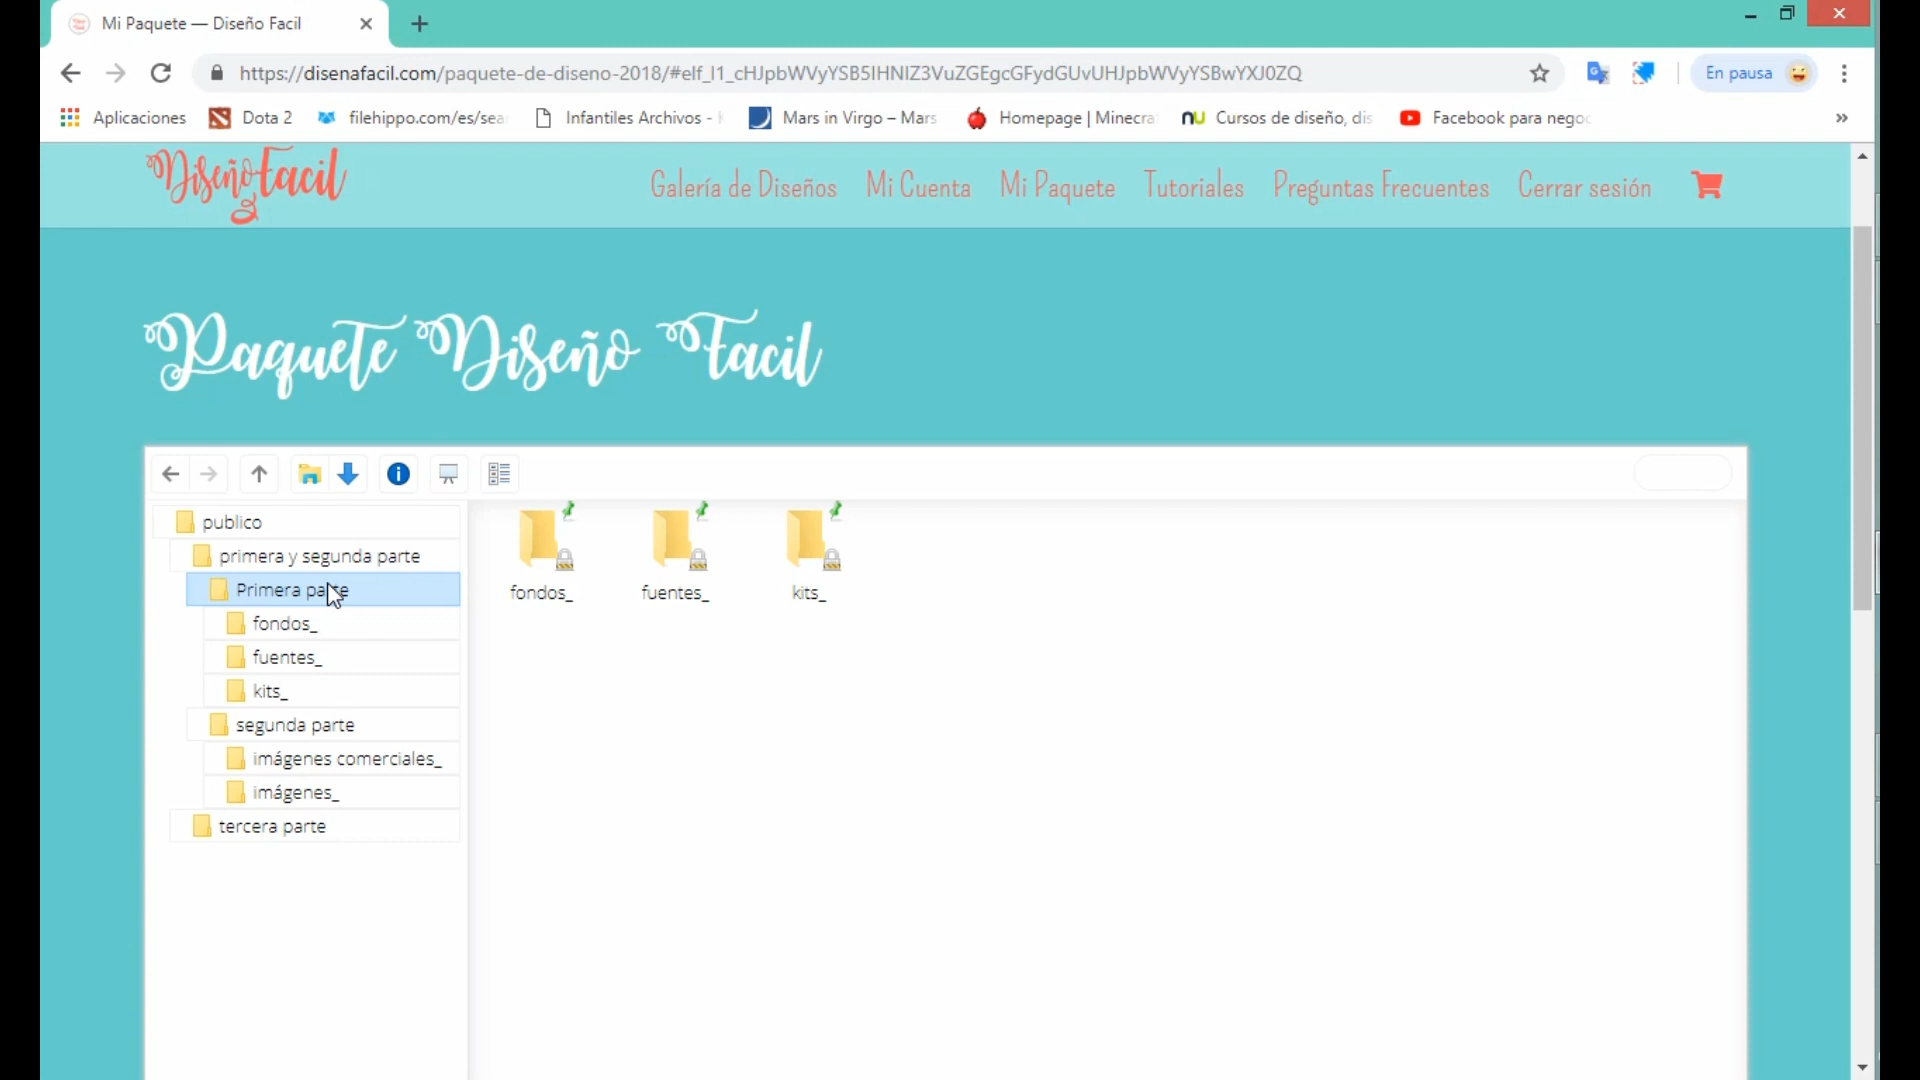 Mi Paquete — Diseño Facil
https://disenafacil.com/paquete-de-diseno-2018/#elf_l1_cHJpbWVyYSB5IHNlZ3VuZGEgcGFydGUvUHJpbWVyYSBwYXJ0ZQ
En pausa
Aplicaciones
Dota 2
filehippo.com/es/sea
Infantiles Archivos -
Mars in Virgo – Mars
Homepage | Minecra
Cursos de diseño, dis
Facebook para nego
»
Diseño Facil
Galería de Diseños
Mi Cuenta
Mi Paquete
Tutoriales
Preguntas Frecuentes
Cerrar sesión
Paquete Diseño Facil
publico
primera y segunda parte
Primera parte
fondos_
fuentes_
kits_
segunda parte
imágenes comerciales_
imágenes_
tercera parte
fondos_
fuentes_
kits_